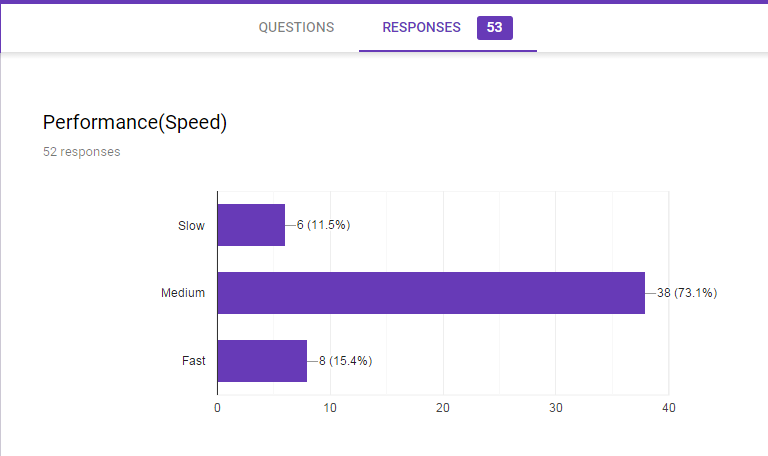 QUESTIONS RESPONSES 53
Performance(Speed)
52 responses
Slow 6 (11.5%)
Medium 38 (73.1%)
Fast 8 (15.4%)
0 10 20 30 40